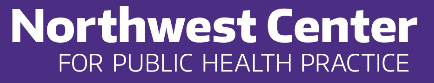 Northwest Center
FOR PUBLIC HEALTH PRACTICE